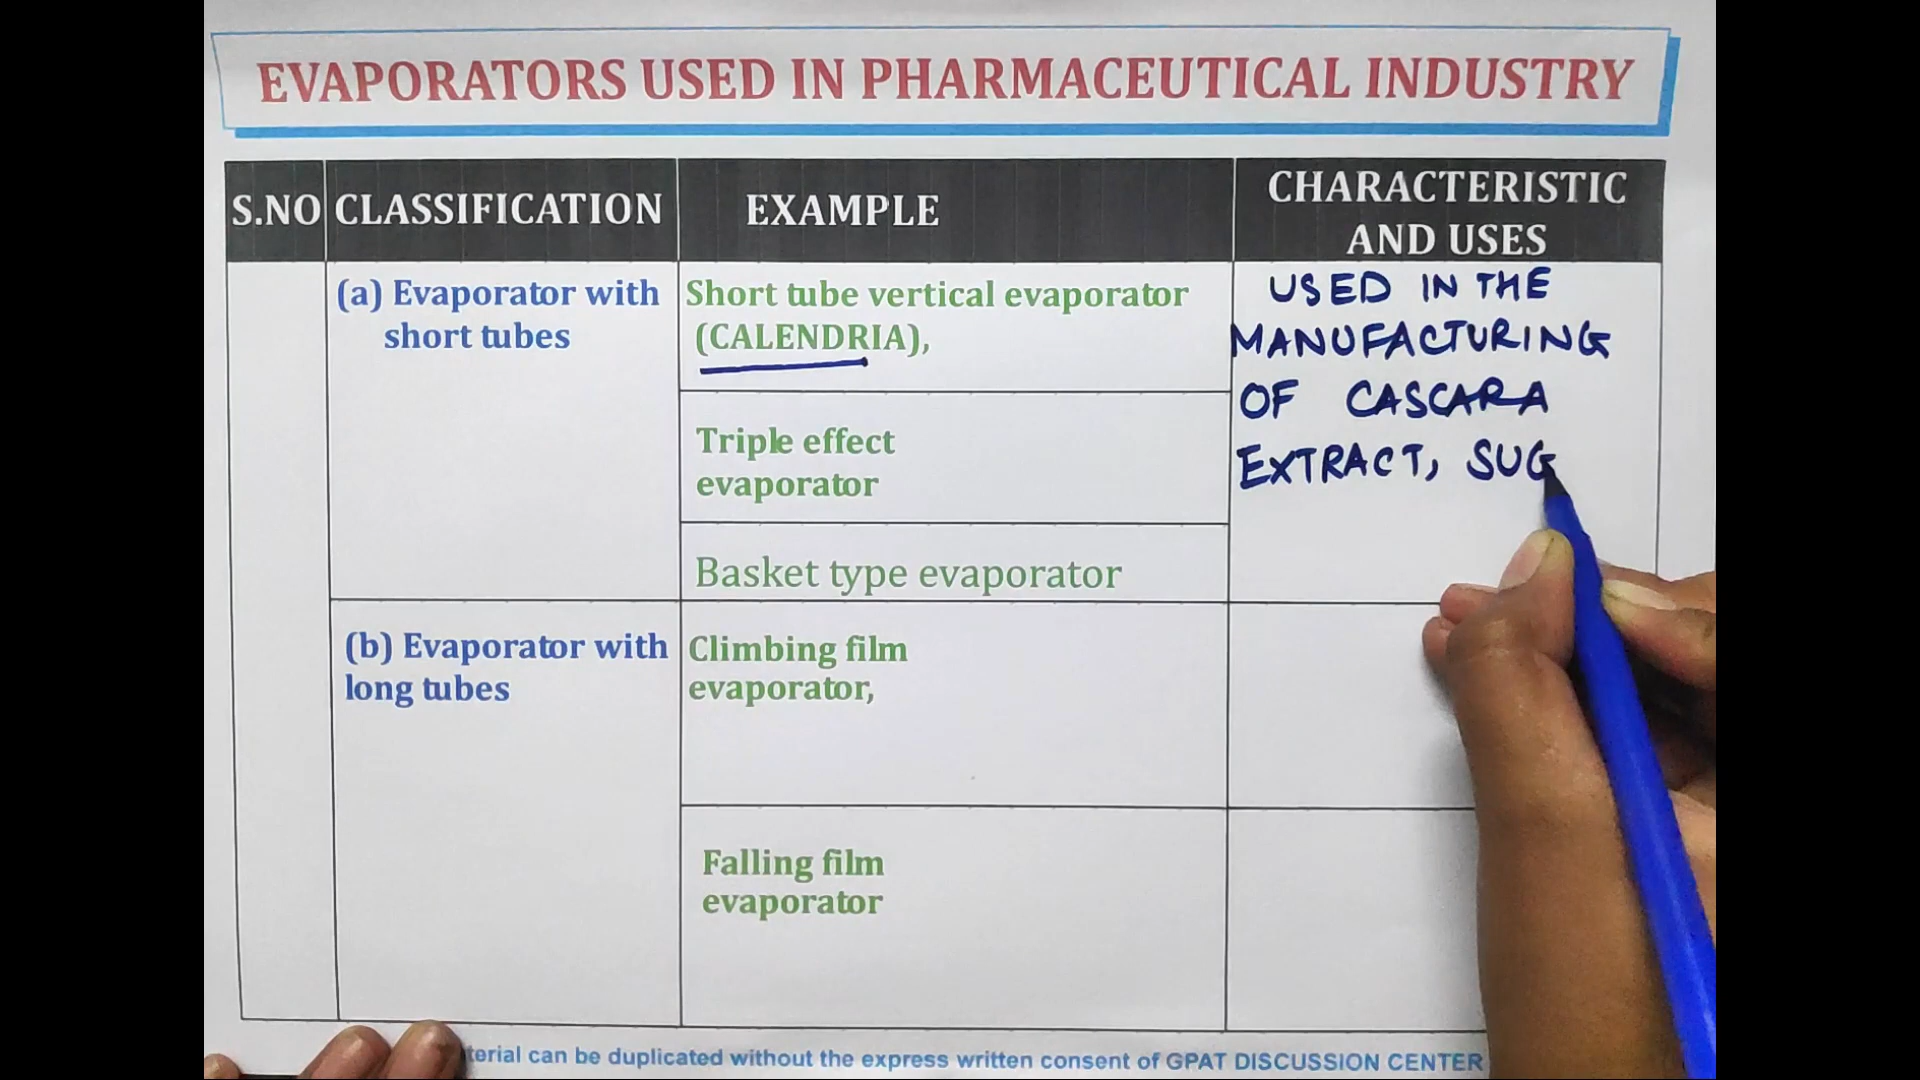 EVAPORATORS USED IN PHARMACEUTICAL INDUSTRY
S.NO CLASSIFICATION EXAMPLE CHARACTERISTIC AND USES
(a) Evaporator with
short tubes
Short tube vertical evaporator
(CALENDRIA),
USED IN THE
MANUFACTURING
OF CASCARA
EXTRACT, SUG
Triple effect
evaporator
Basket type evaporator
(b) Evaporator with
long tubes
Climbing film
evaporator,
Falling film
evaporator
can be duplicated without the express written consent of GPAT DISCUSSION CENTER